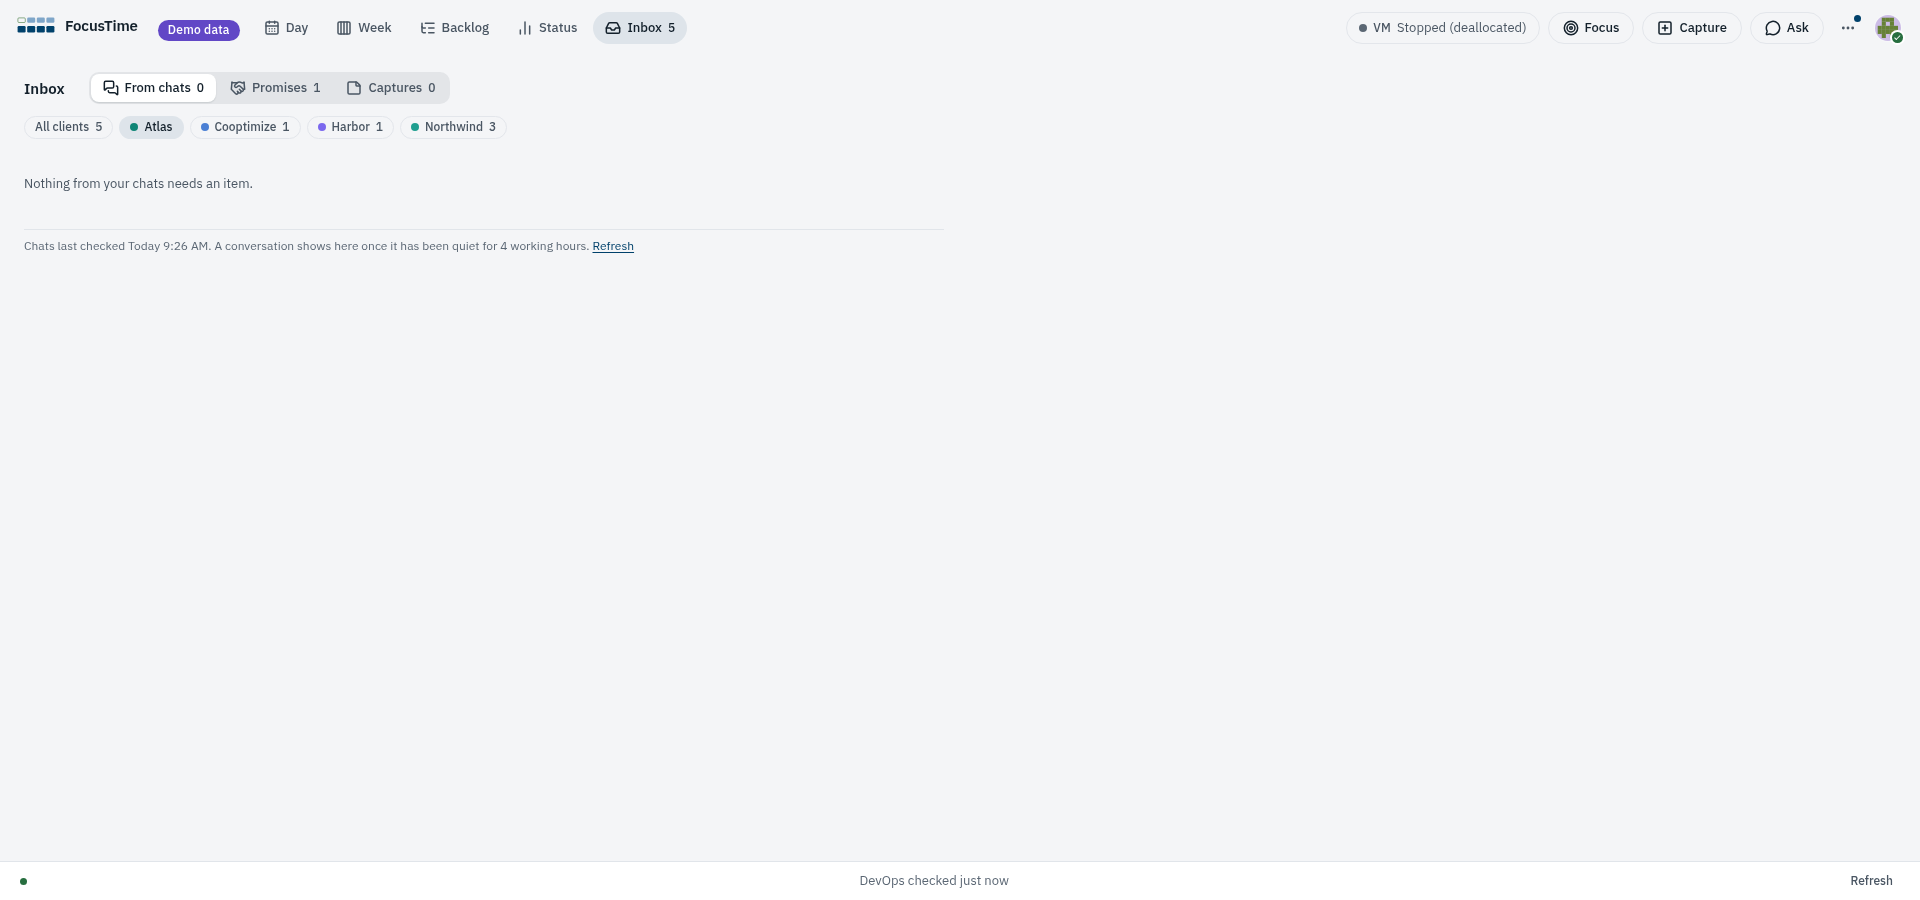 FocusTime
Demo data
Day
Week
Backlog
Status
Inbox 5
VM Stopped (deallocated)
Focus
Capture
Ask
Inbox
From chats 0
Promises 1
Captures 0
All clients 5
Atlas
Cooptimize 1
Harbor 1
Northwind 3
Nothing from your chats needs an item.
Chats last checked Today 9:26 AM. A conversation shows here once it has been quiet for 4 working hours. Refresh
DevOps checked just now
Refresh